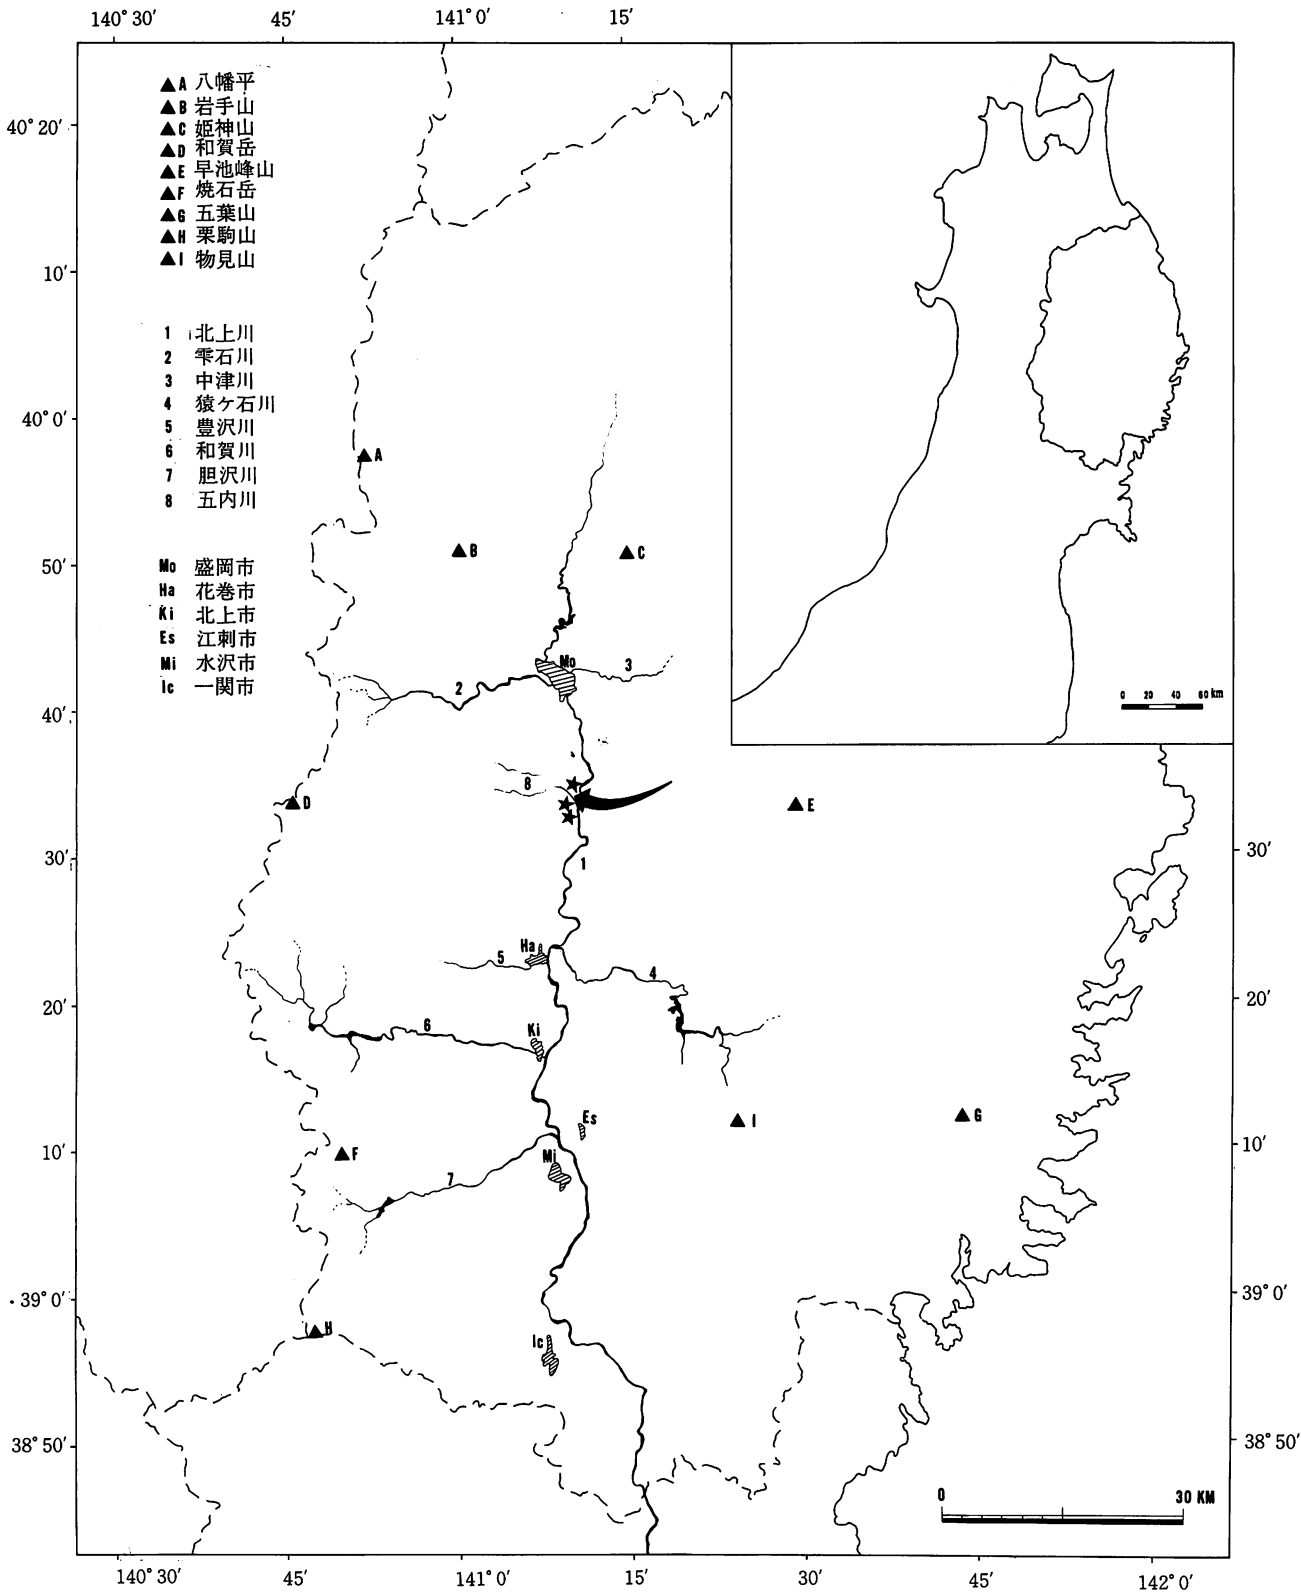 140°30′
45′
141°0′
15′
▲A 八幡平
▲B 岩手山
▲C 姫神山
▲D 和賀岳
▲E 早池峰山
▲F 焼石岳
▲G 五葉山
▲H 栗駒山
▲I 物見山
1 北上川
2 雫石川
3 中津川
4 猿ケ石川
5 豊沢川
6 和賀川
7 胆沢川
8 五内川
Mo 盛岡市
Ha 花巻市
Ki 北上市
Es 江刺市
Mi 水沢市
Ic 一関市
40°20′
10′
40°0′
50′
40′
30′
20′
10′
39°0′
38°50′
A
B
C
Mo
3
2
D
8
E
1
Ha
5
4
6
Ki
Es
I
G
F
Mi
7
H
Ic
0 20 40 60km
30′
20′
10′
39°0′
38°50′
0 30 KM
140°30′
45′
141°0′
15′
30′
45′
142°0′